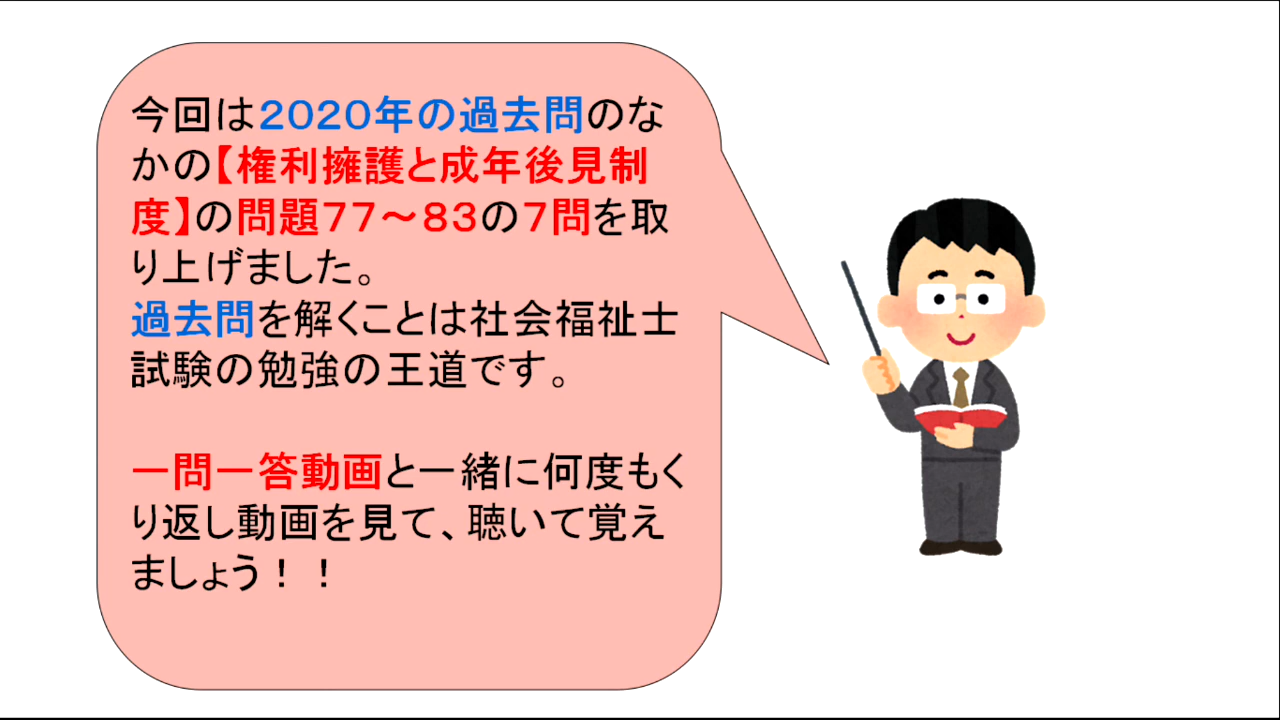 今回は2020年の過去問のな
かの【権利擁護と成年後見制
度】の問題77～83の7問を取
り上げました。
過去問を解くことは社会福祉士
試験の勉強の王道です。
一問一答動画と一緒に何度もく
り返し動画を見て、聴いて覚え
ましょう！！